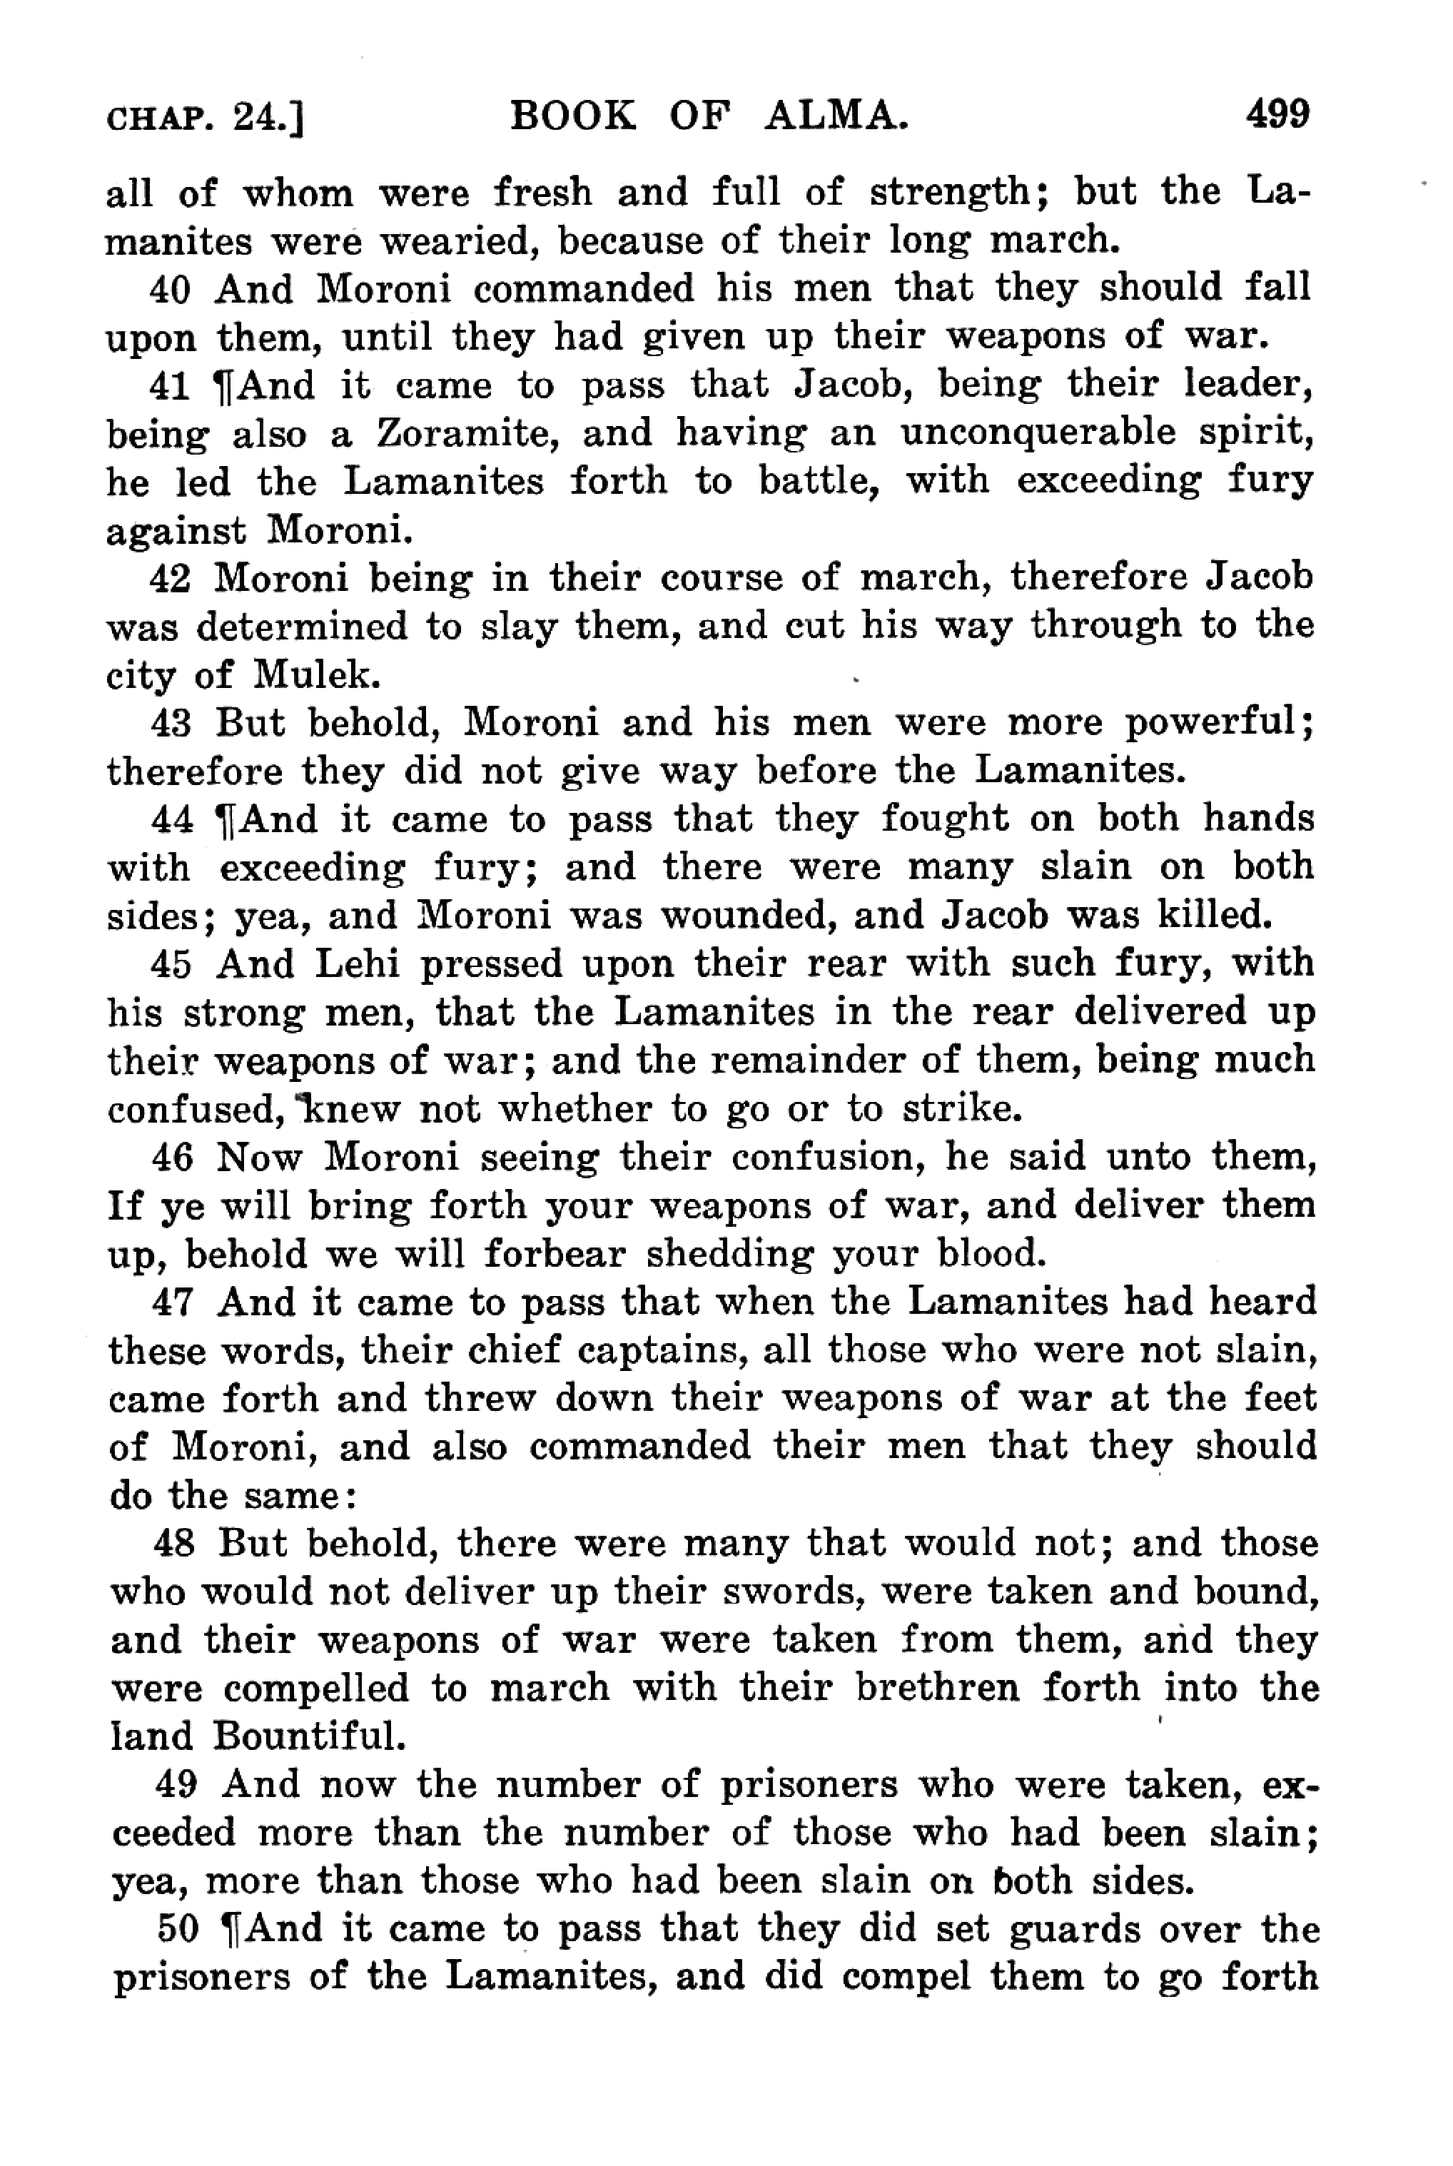 CHAP. 24.] BOOK OF ALMA. 499
all of whom were fresh and full of strength; but the La-
manites were wearied, because of their long march.
40 And Moroni commanded his men that they should fall
upon them, until they had given up their weapons of war.
41 ¶And it came to pass that Jacob, being their leader,
being also a Zoramite, and having an unconquerable spirit,
he led the Lamanites forth to battle, with exceeding fury
against Moroni.
42 Moroni being in their course of march, therefore Jacob
was determined to slay them, and cut his way through to the
city of Mulek.
43 But behold, Moroni and his men were more powerful;
therefore they did not give way before the Lamanites.
44 ¶And it came to pass that they fought on both hands
with exceeding fury; and there were many slain on both
sides; yea, and Moroni was wounded, and Jacob was killed.
45 And Lehi pressed upon their rear with such fury, with
his strong men, that the Lamanites in the rear delivered up
their weapons of war; and the remainder of them, being much
confused, knew not whether to go or to strike.
46 Now Moroni seeing their confusion, he said unto them,
If ye will bring forth your weapons of war, and deliver them
up, behold we will forbear shedding your blood.
47 And it came to pass that when the Lamanites had heard
these words, their chief captains, all those who were not slain,
came forth and threw down their weapons of war at the feet
of Moroni, and also commanded their men that they should
do the same:
48 But behold, there were many that would not; and those
who would not deliver up their swords, were taken and bound,
and their weapons of war were taken from them, and they
were compelled to march with their brethren forth into the
land Bountiful.
49 And now the number of prisoners who were taken, ex-
ceeded more than the number of those who had been slain;
yea, more than those who had been slain on both sides.
50 ¶And it came to pass that they did set guards over the
prisoners of the Lamanites, and did compel them to go forth